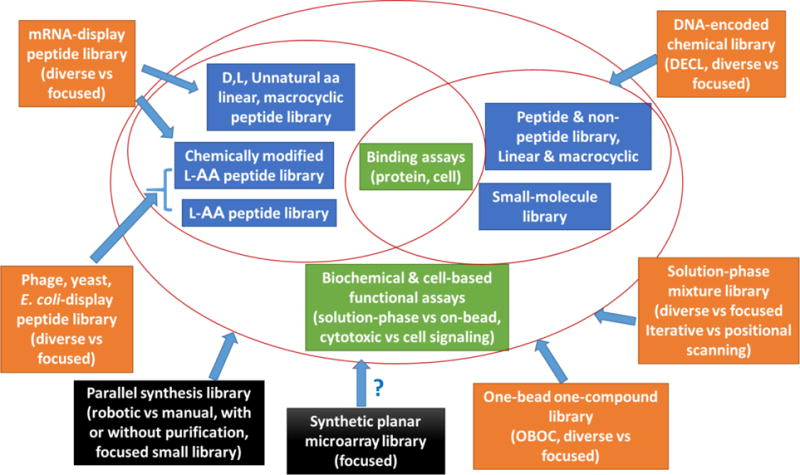 mRNA-display
peptide library
(diverse vs
focused)
DNA-encoded
chemical library
(DECL, diverse vs
focused)
D,L, Unnatural aa
linear, macrocyclic
peptide library
Peptide & non-
peptide library,
Linear & macrocyclic
Chemically modified
L-AA peptide library
Binding assays
(protein, cell)
L-AA peptide library
Small-molecule
library
Phage, yeast,
E. coli-display
peptide library
(diverse vs
focused)
Biochemical & cell-based
functional assays
(solution-phase vs on-bead,
cytotoxic vs cell signaling)
Solution-phase
mixture library
(diverse vs focused
Iterative vs positional
scanning)
Parallel synthesis library
(robotic vs manual, with
or without purification,
focused small library)
?
Synthetic planar
microarray library
(focused)
One-bead one-compound
library
(OBOC, diverse vs
focused)